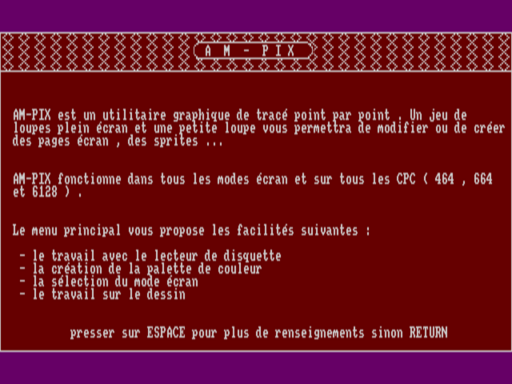 A M - P I X
AM-PIX est un utilitaire graphique de tracé point par point . Un jeu de
loupes plein écran et une petite loupe vous permettra de modifier ou de créer
des pages écran , des sprites ...
AM-PIX fonctionne dans tous les modes écran et sur tous les CPC ( 464 , 664
et 6128 ) .
Le menu principal vous propose les facilités suivantes :
- le travail avec le lecteur de disquette
- la création de la palette de couleur
- la sélection du mode écran
- le travail sur le dessin
presser sur ESPACE pour plus de renseignements sinon RETURN